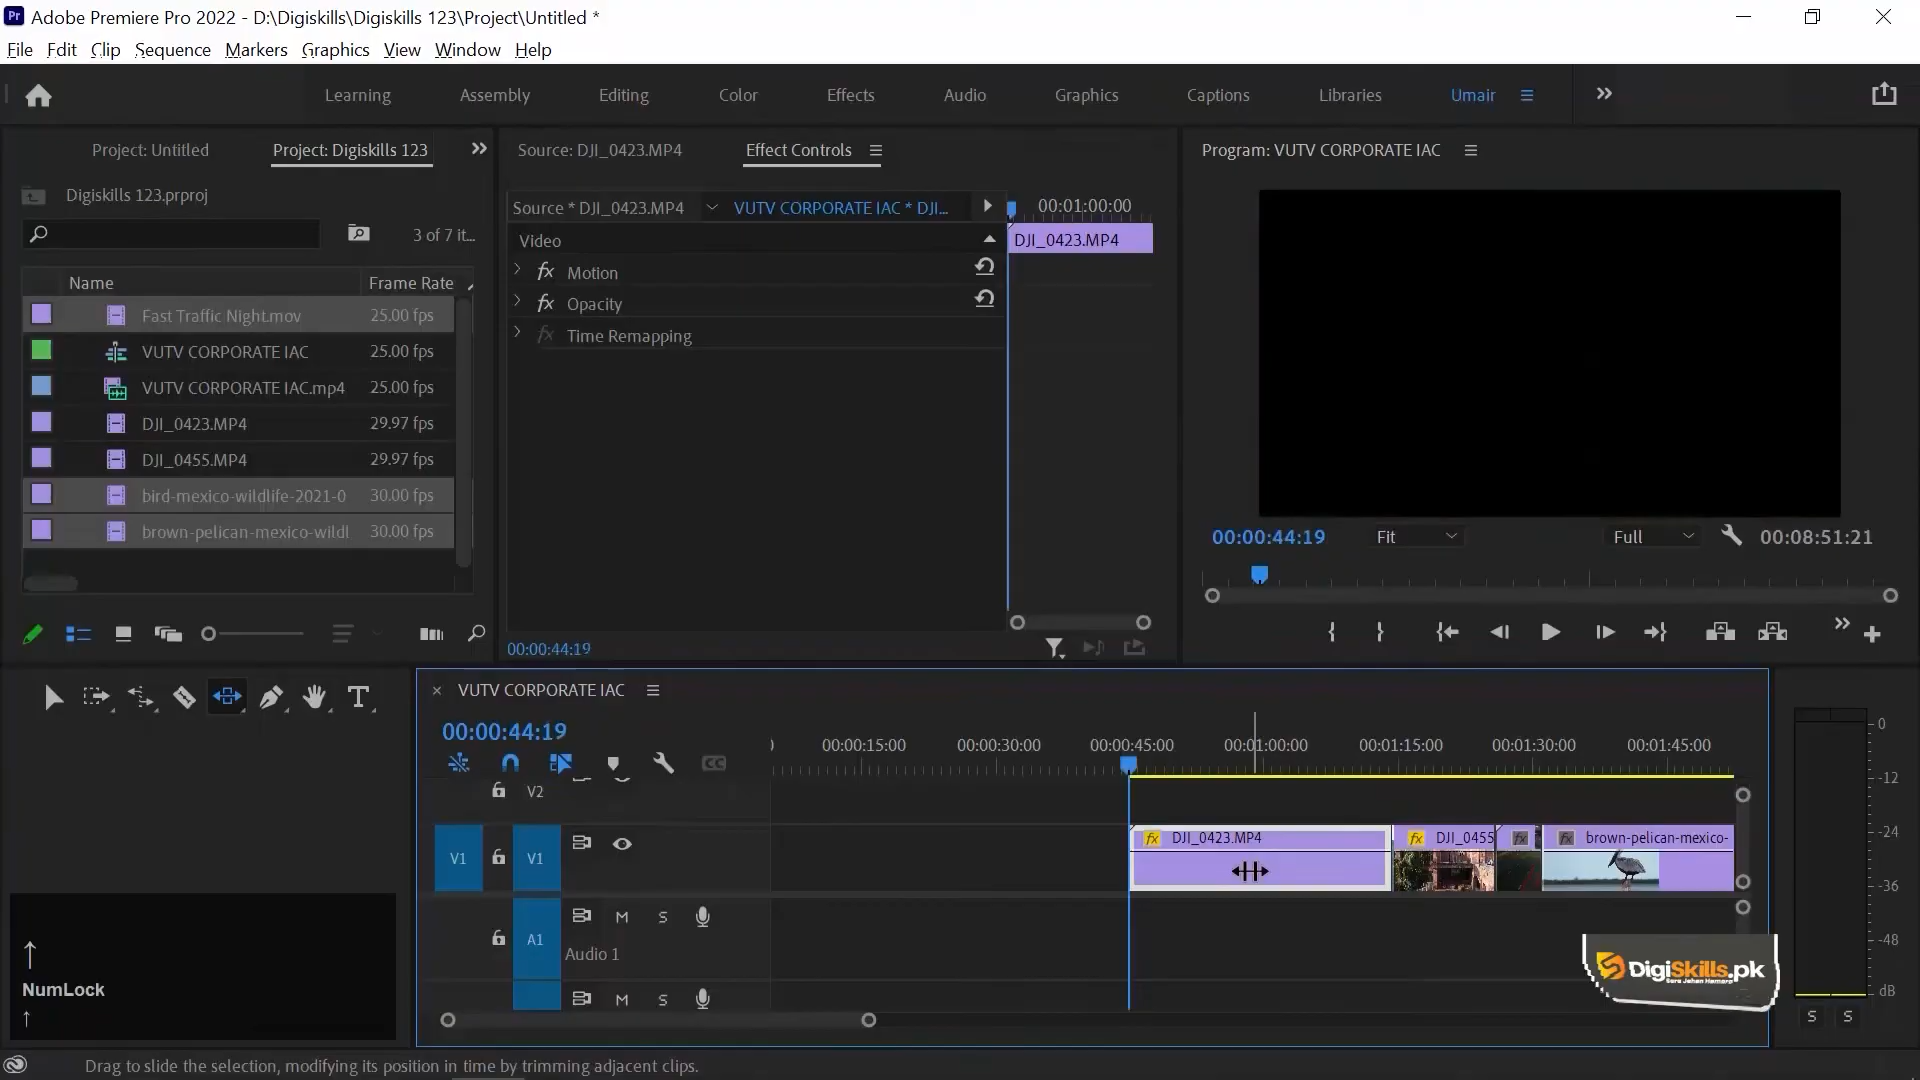 Adobe Premiere Pro 2022 - D:\Digiskills\Digiskills 123\Project\Untitled *
File Edit Clip Sequence Markers Graphics View Window Help
Learning Assembly Editing Color Effects Audio Graphics Captions Libraries Umair
Project: Untitled Project: Digiskills 123
Digiskills 123.prproj
3 of 7 it...
Name Frame Rate
Fast Traffic Night.mov 25.00 fps
VUTV CORPORATE IAC 25.00 fps
VUTV CORPORATE IAC.mp4 25.00 fps
DJI_0423.MP4 29.97 fps
DJI_0455.MP4 29.97 fps
bird-mexico-wildlife-2021-0 30.00 fps
brown-pelican-mexico-wildl 30.00 fps
Source: DJI_0423.MP4 Effect Controls
Source * DJI_0423.MP4 VUTV CORPORATE IAC * DJI...
00:01:00:00
Video
DJI_0423.MP4
fx Motion
fx Opacity
fx Time Remapping
00:00:44:19
Program: VUTV CORPORATE IAC
00:00:44:19 Fit Full 00:08:51:21
VUTV CORPORATE IAC
00:00:44:19
00:00:15:00 00:00:30:00 00:00:45:00 00:01:00:00 00:01:15:00 00:01:30:00 00:01:45:00
V2
V1 V1
fx DJI_0423.MP4 fx DJI_0455 fx fx brown-pelican-mexico-
A1 M S
Audio 1
M S
0
-12
-24
-36
-48
dB
S S
↑
NumLock
↑
DigiSkills.pk
Drag to slide the selection, modifying its position in time by trimming adjacent clips.